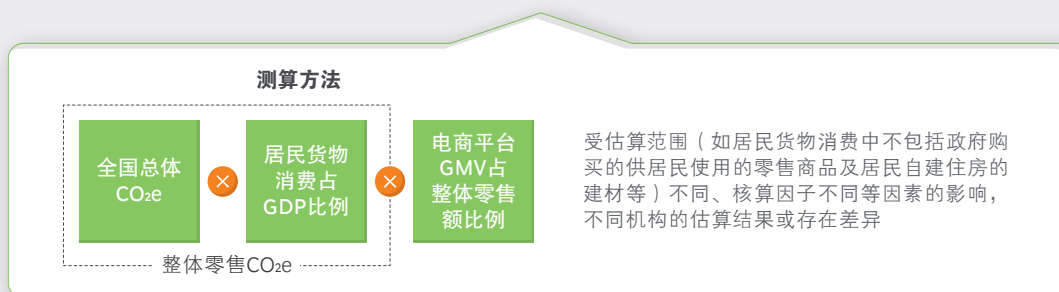 测算方法
全国总体
CO₂e
居民货物
消费占
GDP比例
电商平台
GMV占
整体零售
额比例
整体零售CO₂e
受估算范围（如居民货物消费中不包括政府购
买的供居民使用的零售商品及居民自建住房的
建材等）不同、核算因子不同等因素的影响，
不同机构的估算结果或存在差异